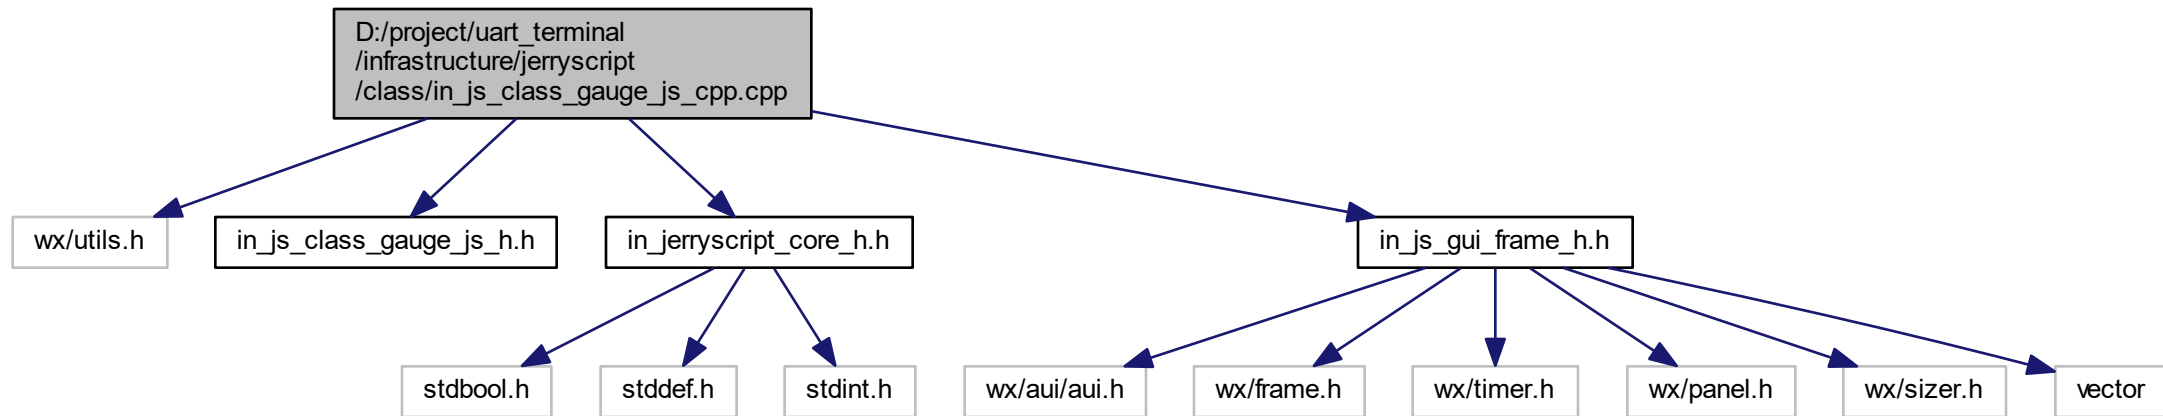 D:/project/uart_terminal
/infrastructure/jerryscript
/class/in_js_class_gauge_js_cpp.cpp
wx/utils.h
in_js_class_gauge_js_h.h
in_jerryscript_core_h.h
in_js_gui_frame_h.h
stdbool.h
stddef.h
stdint.h
wx/aui/aui.h
wx/frame.h
wx/timer.h
wx/panel.h
wx/sizer.h
vector